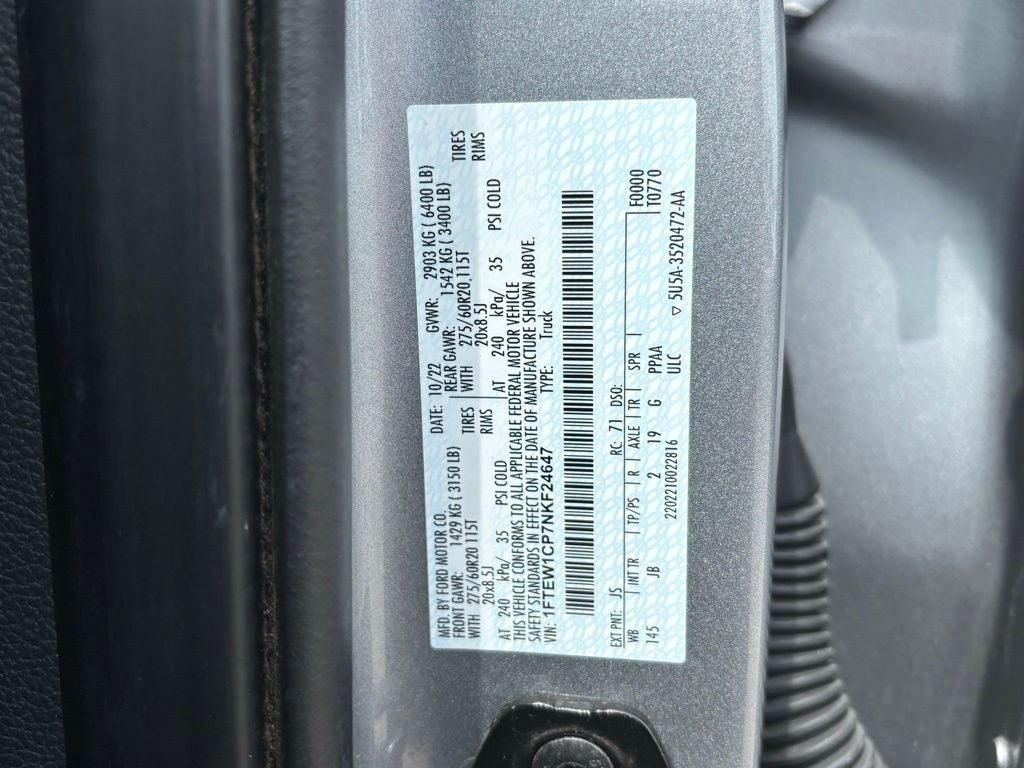 MFD. BY FORD MOTOR CO. DATE: 10/22 GVWR: 2903 KG ( 6400 LB)
FRONT GAWR: 1429 KG ( 3150 LB) REAR GAWR: 1542 KG ( 3400 LB)
WITH 275/60R20 115T TIRES WITH 275/60R20 115T TIRES
20x8.5J RIMS 20x8.5J RIMS
AT 240 kPa/ 35 PSI COLD AT 240 kPa/ 35 PSI COLD
THIS VEHICLE CONFORMS TO ALL APPLICABLE FEDERAL MOTOR VEHICLE
SAFETY STANDARDS IN EFFECT ON THE DATE OF MANUFACTURE SHOWN ABOVE.
VIN: 1FTEW1CP7NKF24647 TYPE: Truck
EXT PNT: JS RC: 71 DSO: F0000
WB INT TR TP/PS R AXLE TR SPR T0770
145 JB 2 19 G PPAA
2202210022816 ULC
▽ 5U5A-3520472-AA